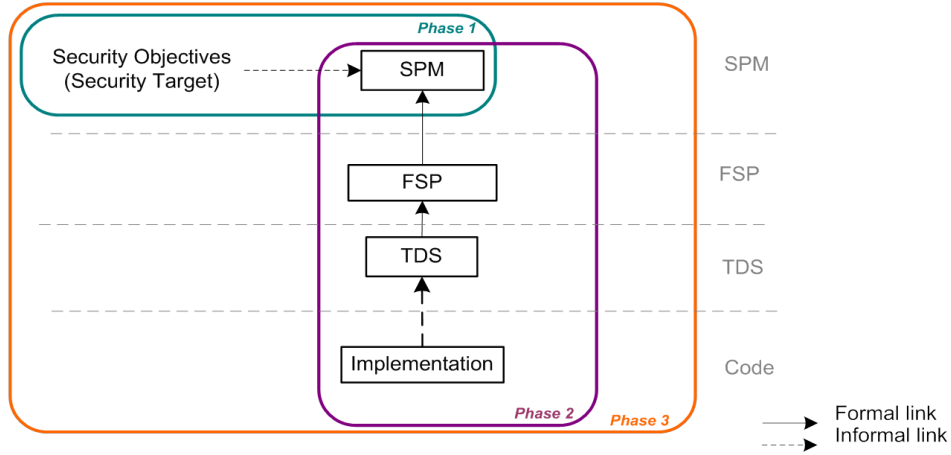 Phase 1
Security Objectives
(Security Target)
SPM
SPM
FSP
FSP
TDS
TDS
Implementation
Code
Phase 2
Phase 3
Formal link
Informal link